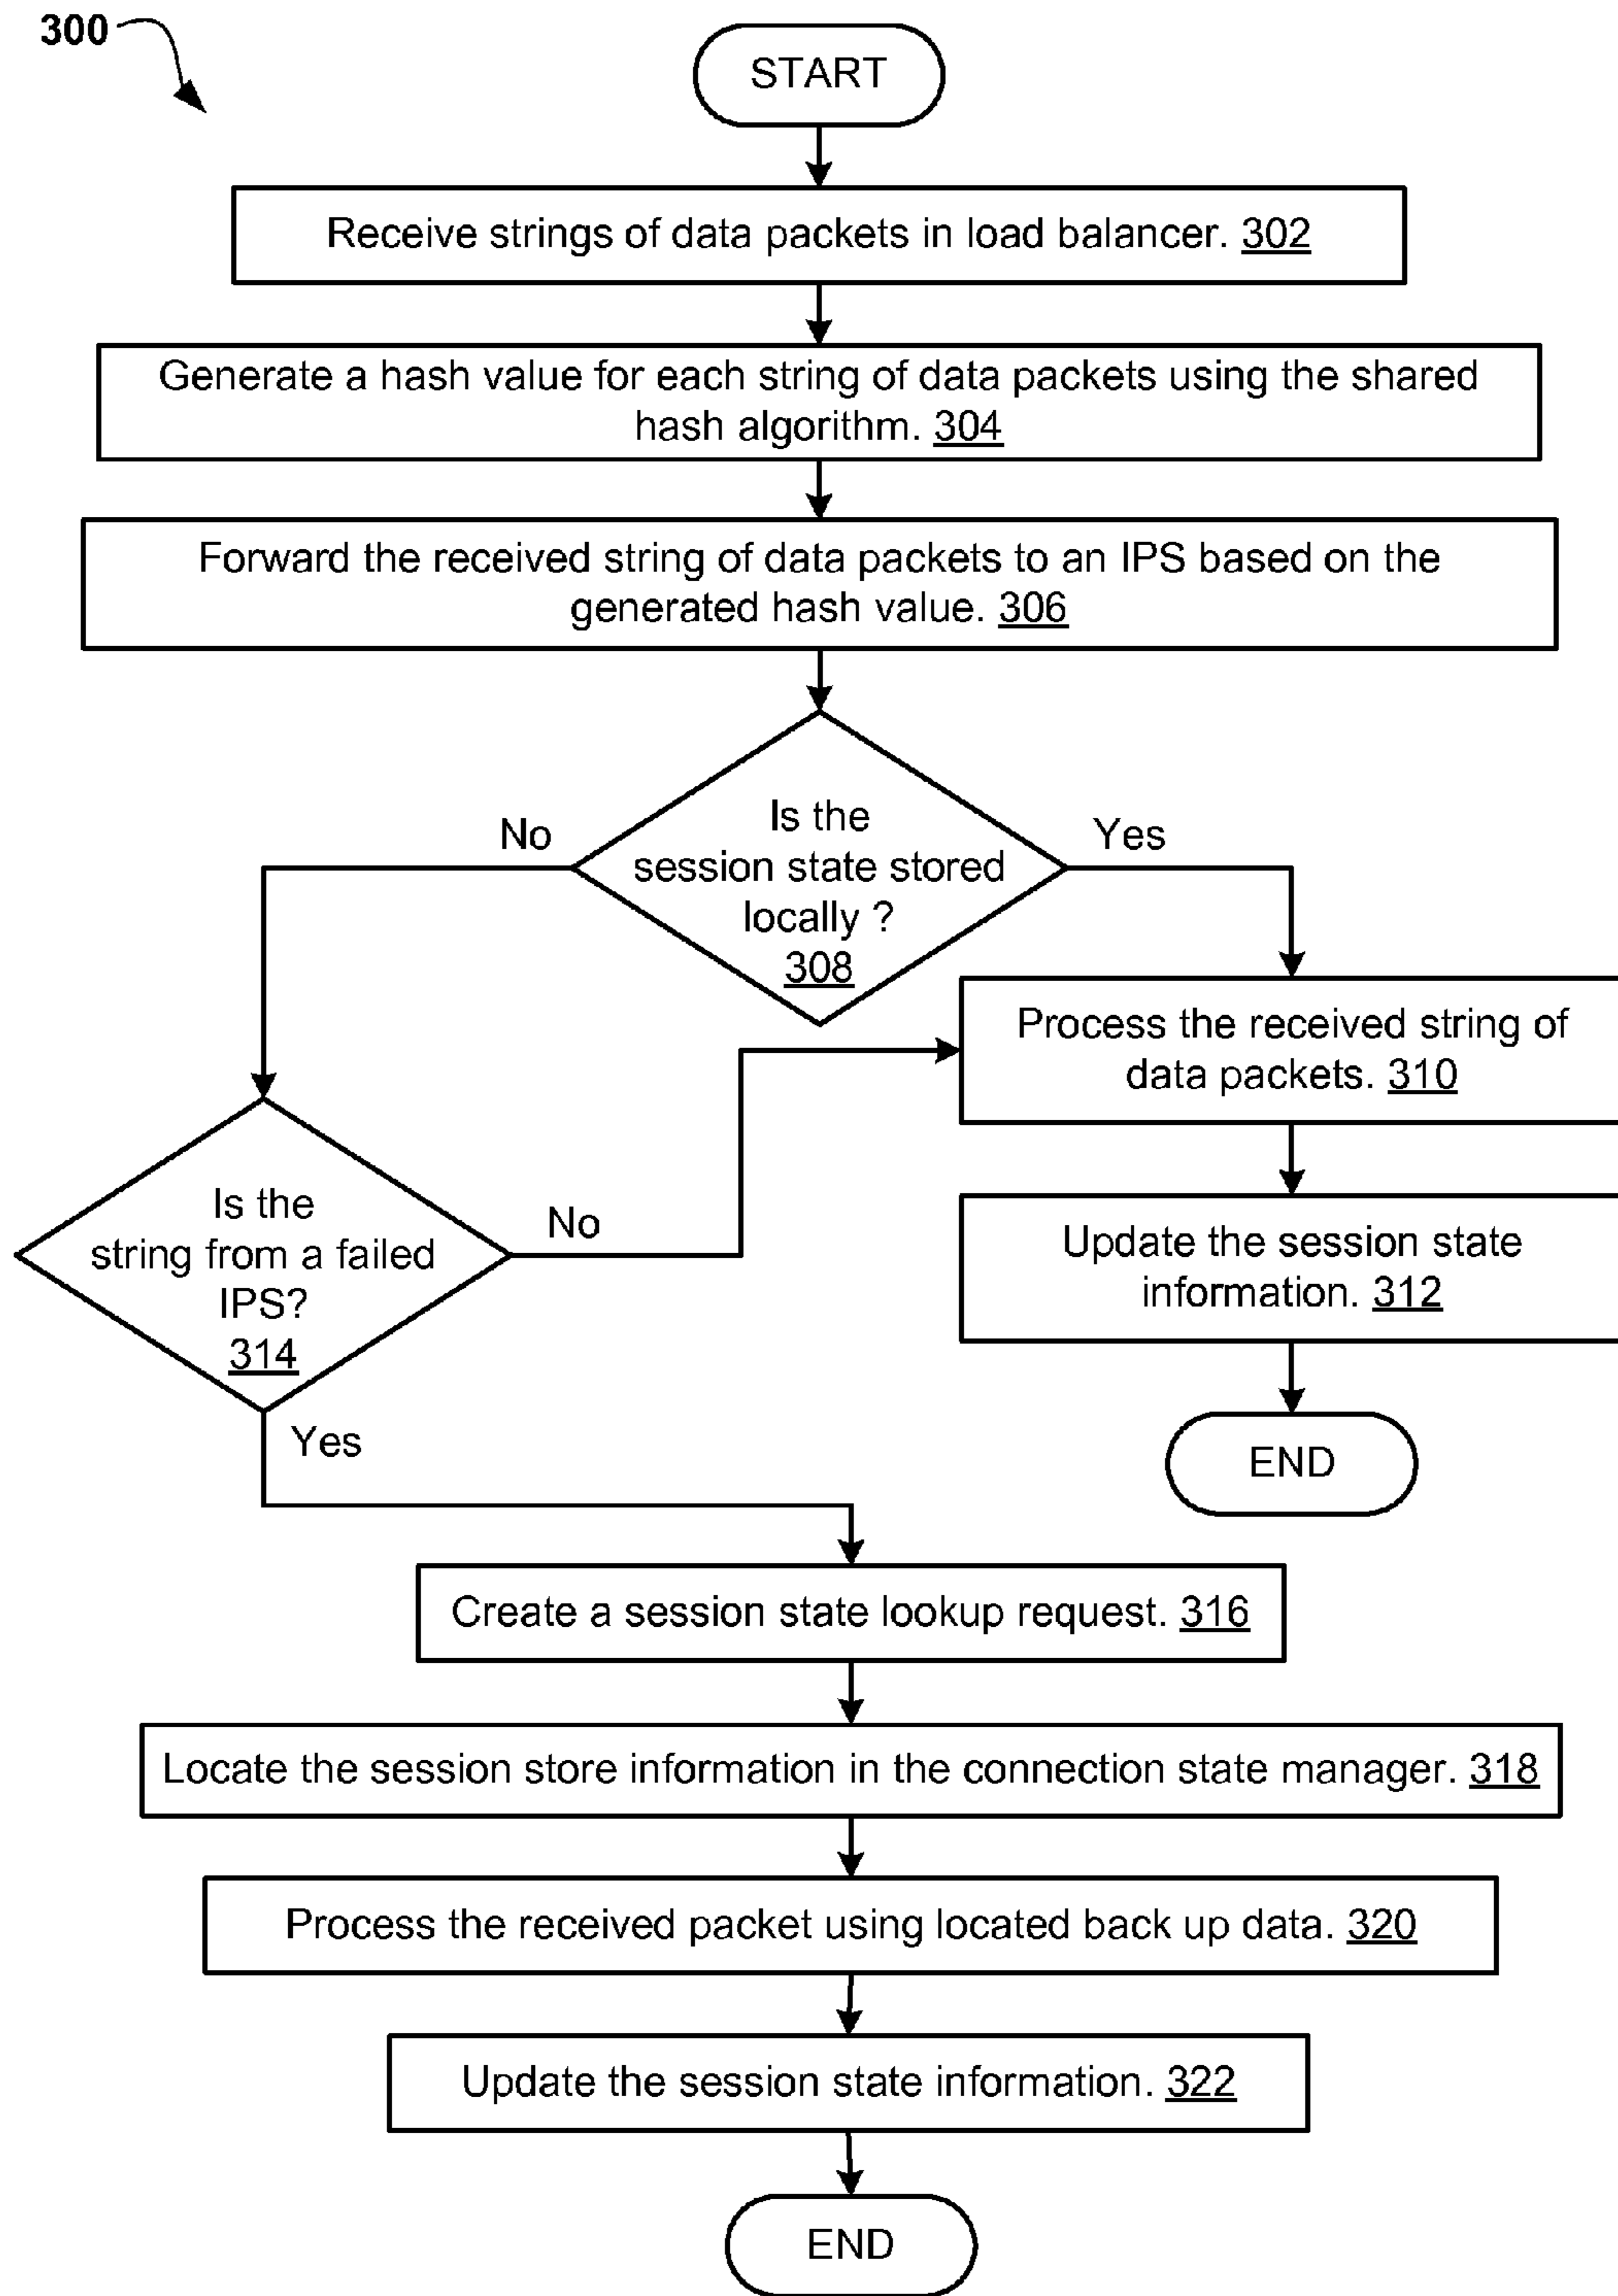 300
START
Receive strings of data packets in load balancer. 302
Generate a hash value for each string of data packets using the shared
hash algorithm. 304
Forward the received string of data packets to an IPS based on the
generated hash value. 306
No
Is the
session state stored
locally ?
308
Yes
Process the received string of
data packets. 310
Is the
string from a failed
IPS?
314
No
Update the session state
information. 312
Yes
END
Create a session state lookup request. 316
Locate the session store information in the connection state manager. 318
Process the received packet using located back up data. 320
Update the session state information. 322
END